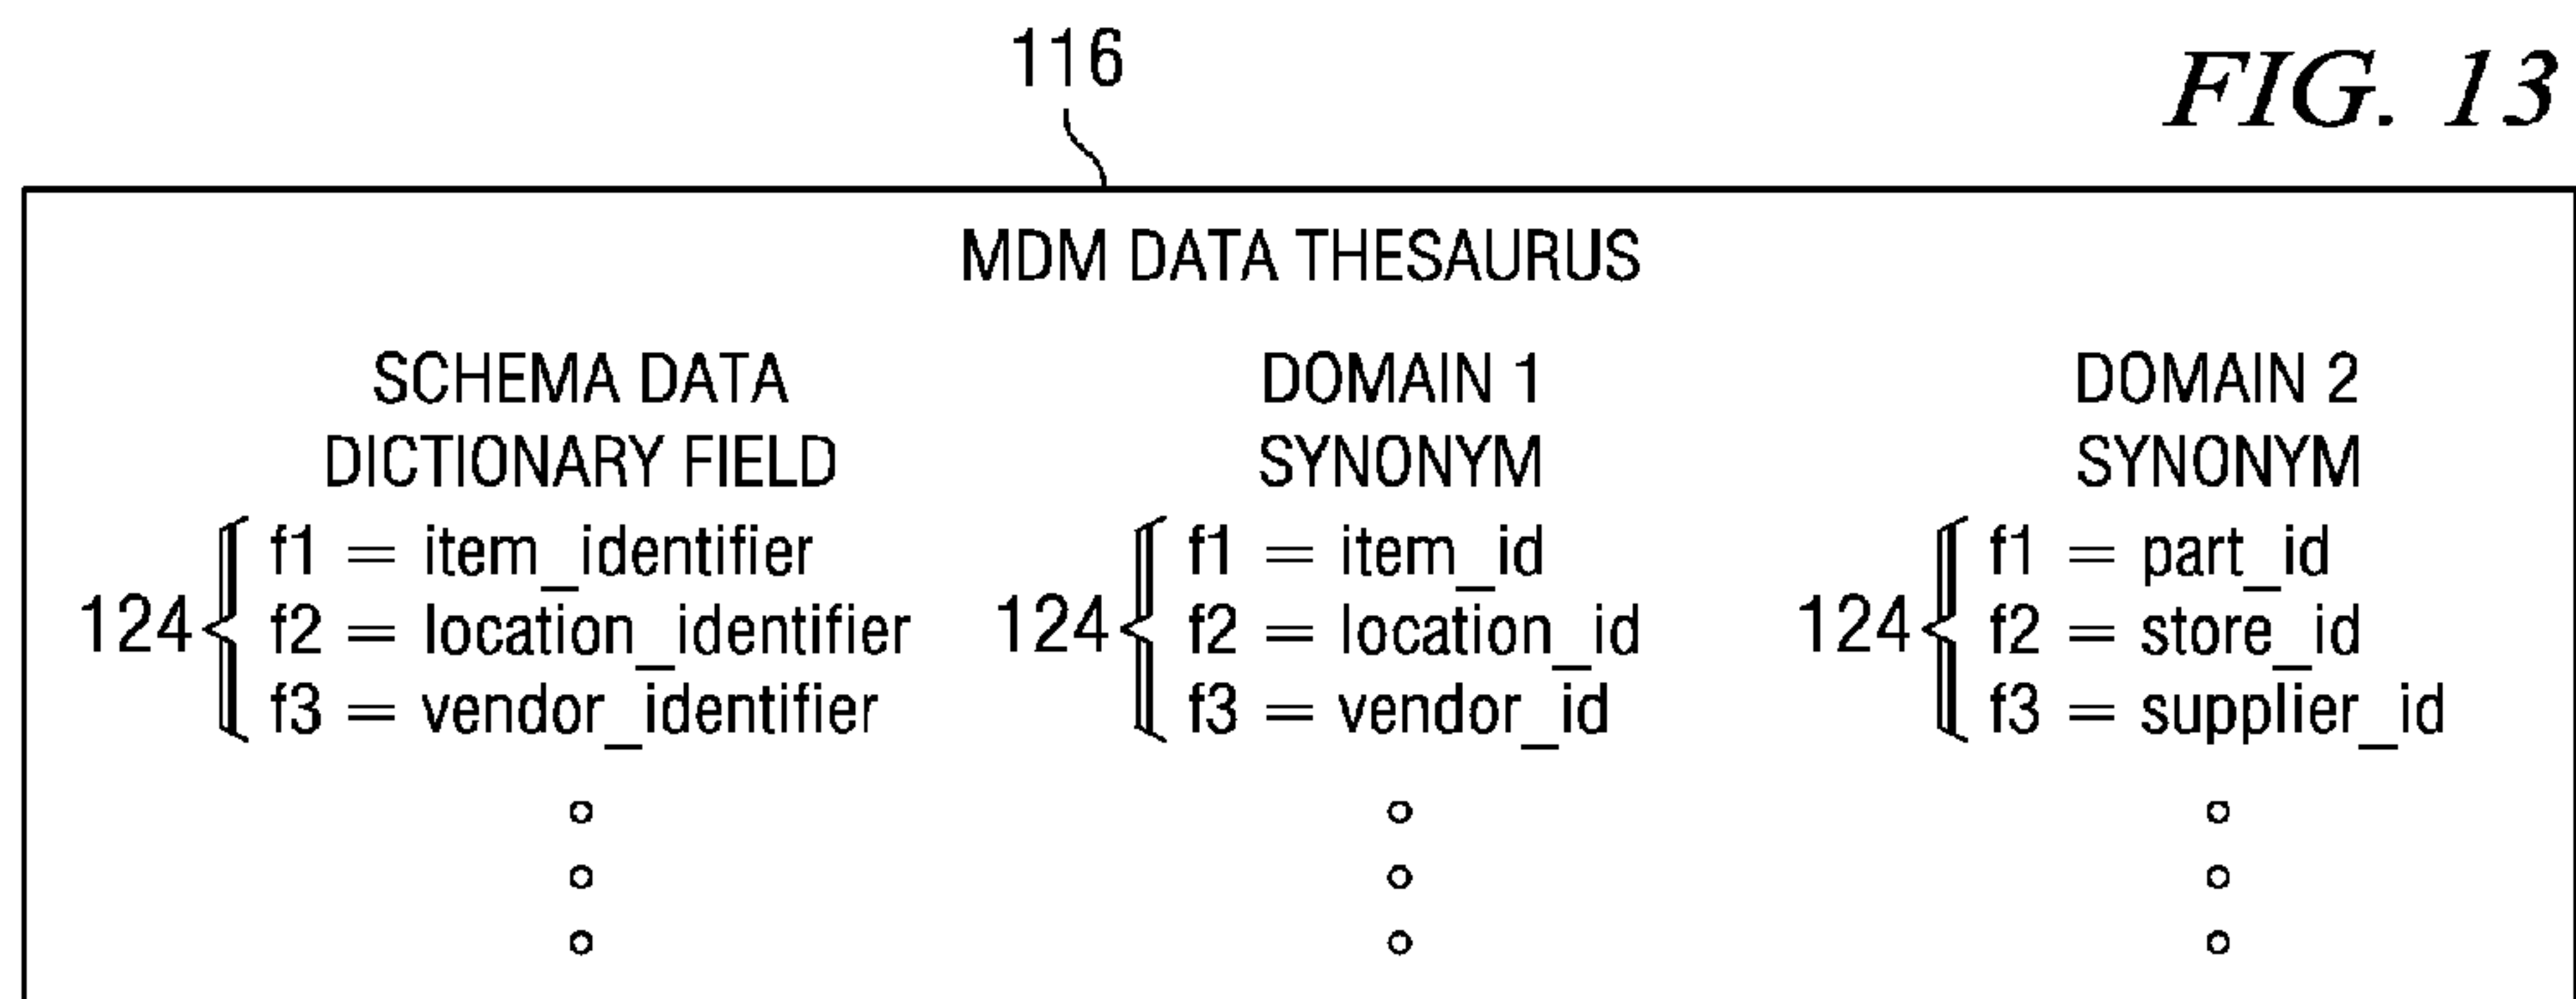 116
FIG. 13
MDM DATA THESAURUS
SCHEMA DATA
DICTIONARY FIELD
124
f1 = item_identifier
f2 = location_identifier
f3 = vendor_identifier
DOMAIN 1
SYNONYM
124
f1 = item_id
f2 = location_id
f3 = vendor_id
DOMAIN 2
SYNONYM
124
f1 = part_id
f2 = store_id
f3 = supplier_id